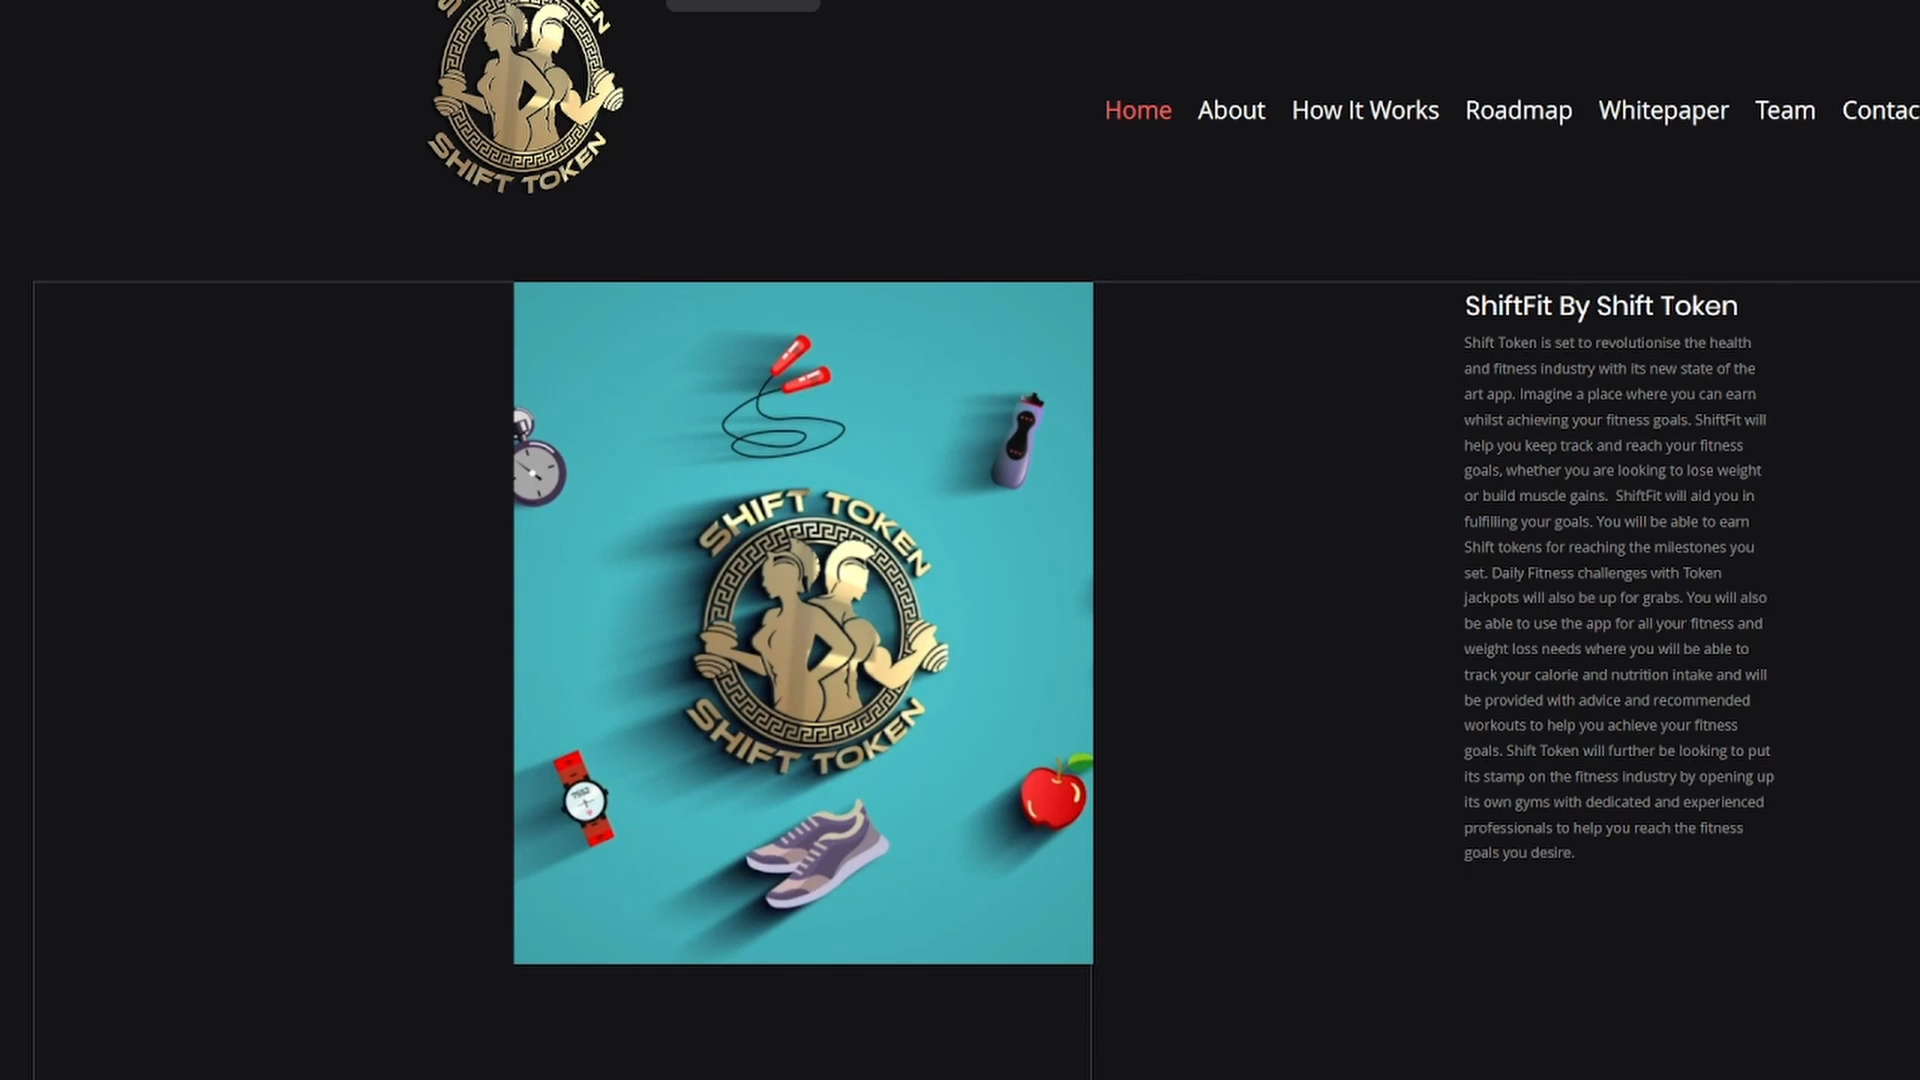 KEN
SHIFT TOKEN
Home About How It Works Roadmap Whitepaper Team Contac
SHIFT TOKEN
SHIFT TOKEN
7552
ShiftFit By Shift Token
Shift Token is set to revolutionise the health
and fitness industry with its new state of the
art app. Imagine a place where you can earn
whilst achieving your fitness goals. ShiftFit will
help you keep track and reach your fitness
goals, whether you are looking to lose weight
or build muscle gains. ShiftFit will aid you in
fulfilling your goals. You will be able to earn
Shift tokens for reaching the milestones you
set. Daily Fitness challenges with Token
jackpots will also be up for grabs. You will also
be able to use the app for all your fitness and
weight loss needs where you will be able to
track your calorie and nutrition intake and will
be provided with advice and recommended
workouts to help you achieve your fitness
goals. Shift Token will further be looking to put
its stamp on the fitness industry by opening up
its own gyms with dedicated and experienced
professionals to help you reach the fitness
goals you desire.